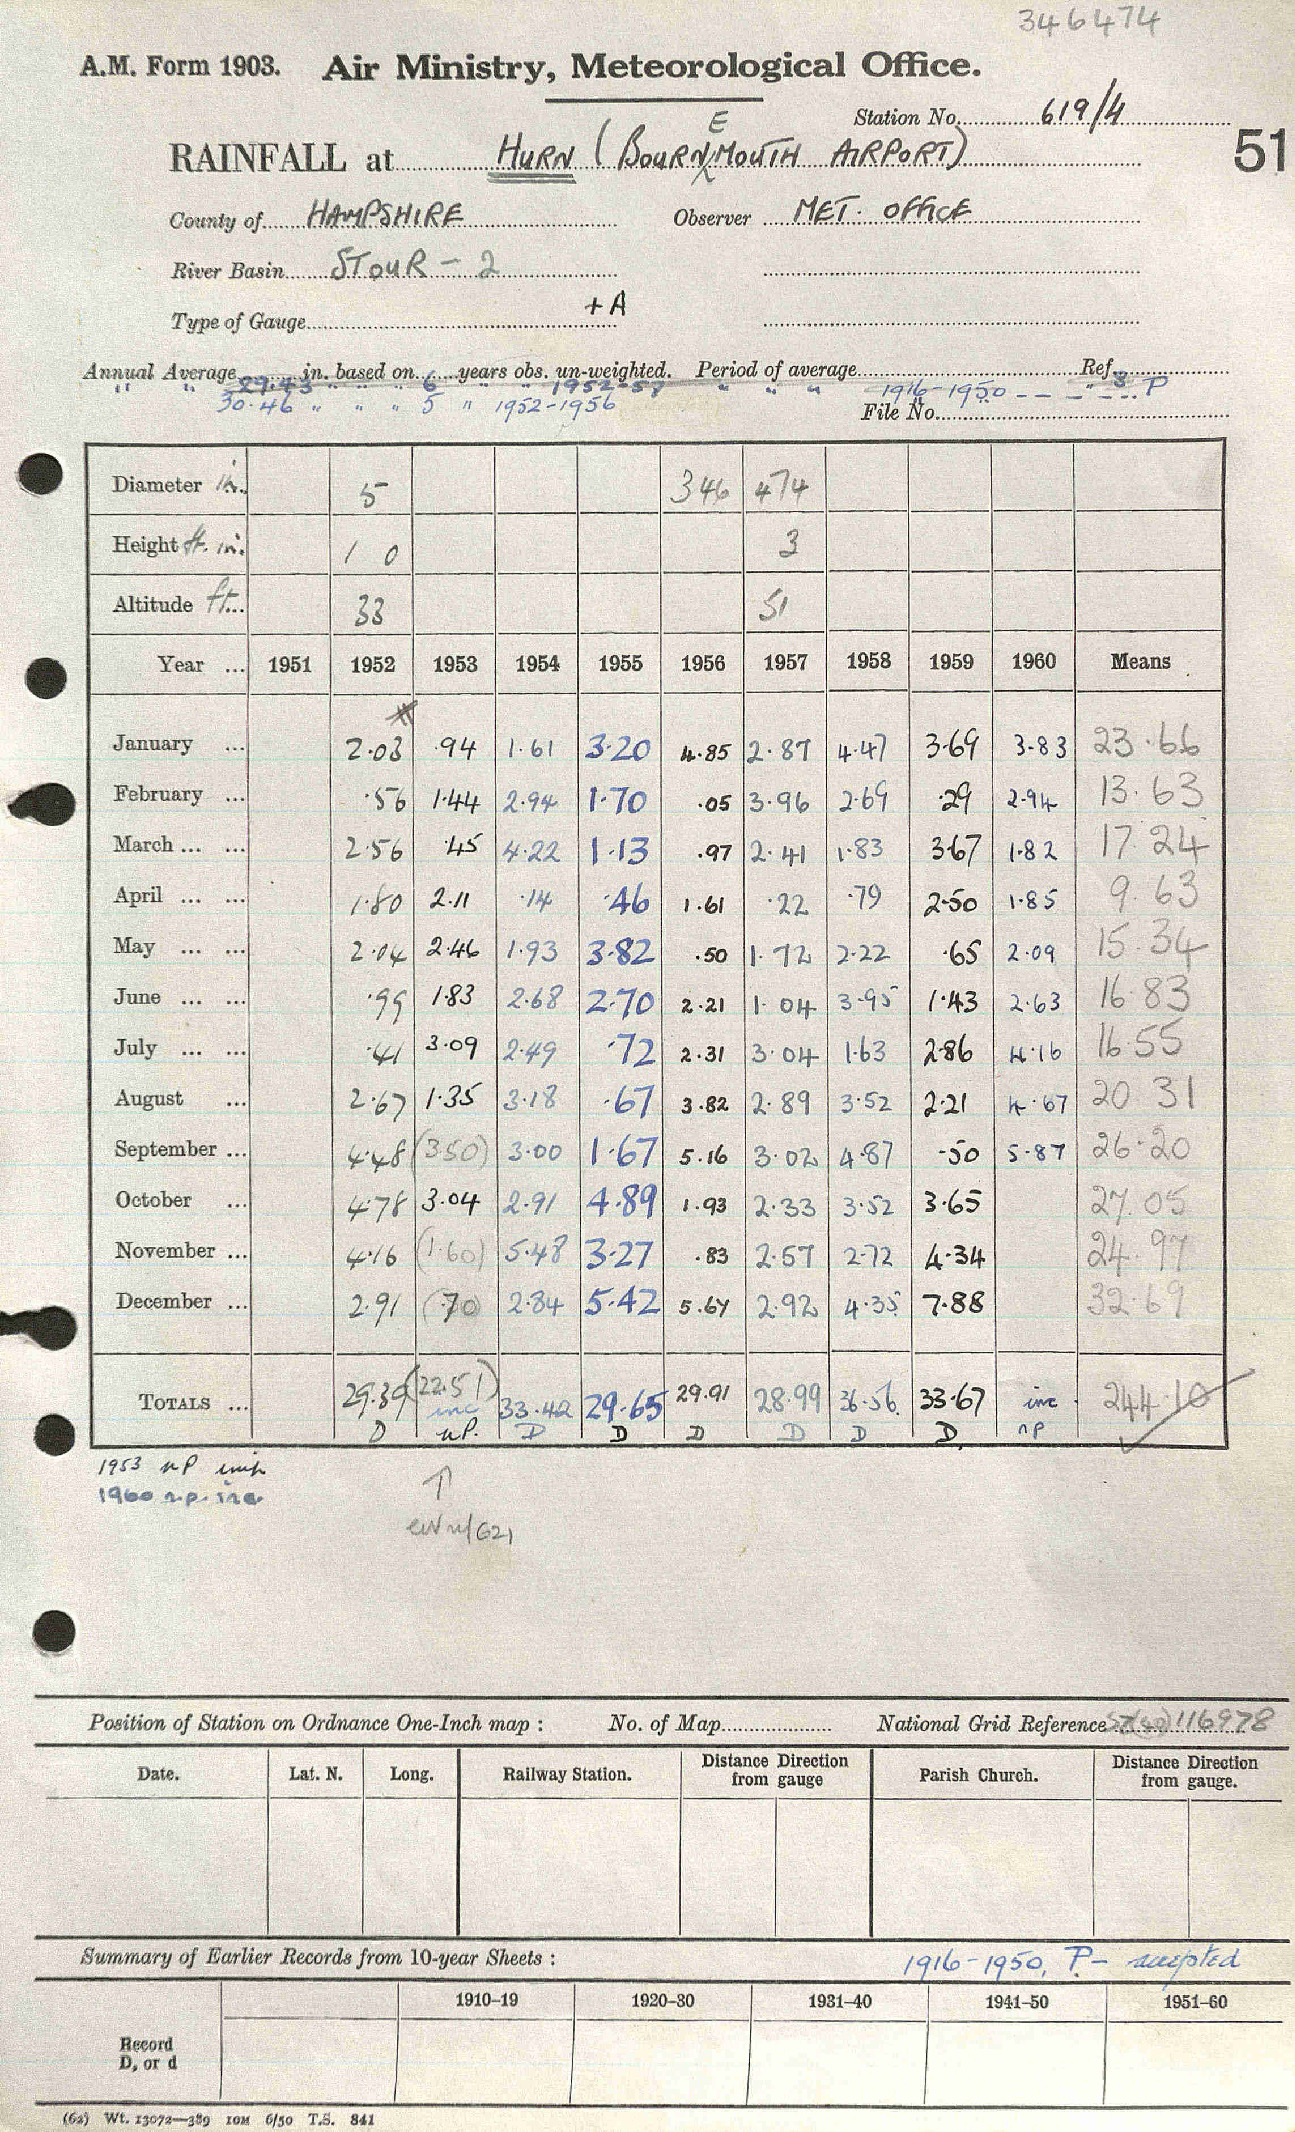 346474
A.M. Form 1903. Air Ministry, Meteorological Office.
Station No. 619/4
51
RAINFALL at HURN (BOURNEMOUTH AIRPORT)
County of HAMPSHIRE Observer MET. OFFICE
River Basin STOUR - 2
Type of Gauge + A
Annual Average in. based on years obs. un-weighted. Period of average Ref.
" " 29.43 " " " 6 " " 1952-57 " " " 1916-1950 -- - " -- P
30.46 " " " 5 " 1952-1956 File No.
Diameter in. 5 346 474
Height ft. in. 1 0 3
Altitude ft. 33 51
Year ... 1951 1952 1953 1954 1955 1956 1957 1958 1959 1960 Means
January ... 2.03 .94 1.61 3.20 4.85 2.87 4.47 3.69 3.83 23.66
February ... .56 1.44 2.94 1.70 .05 3.96 2.69 .29 2.94 13.63
March ... ... 2.56 .45 4.22 1.13 .97 2.41 1.83 3.67 1.82 17.24
April ... ... 1.80 2.11 .14 .46 1.61 .22 .79 2.50 1.85 9.63
May ... ... 2.04 2.46 1.93 3.82 .50 1.72 2.22 .65 2.09 15.34
June ... ... .99 1.83 2.68 2.70 2.21 1.04 3.95 1.43 2.63 16.83
July ... ... .41 3.09 2.49 .72 2.31 3.04 1.63 2.86 4.16 16.55
August ... 2.67 1.35 3.18 .67 3.82 2.89 3.52 2.21 4.67 20 31
September ... 4.48 (3.50) 3.00 1.67 5.16 3.02 4.87 .50 5.87 26.20
October ... 4.78 3.04 2.91 4.89 1.93 2.33 3.52 3.65 27.05
November ... 4.16 (1.60) 5.48 3.27 .83 2.57 2.72 4.34 24.97
December ... 2.91 (.70) 2.84 5.42 5.67 2.92 4.35 7.88 32.69
TOTALS ... 29.39 (22.51) 33.42 29.65 29.91 28.99 36.56 33.67 inc. 244.10
D inc nP. D D D D D D nP
1953 nP
1960 n.p. inc.
Position of Station on Ordnance One-Inch map : No. of Map National Grid Reference 116978
Date. Lat. N. Long. Railway Station. Distance Direction from gauge Parish Church. Distance Direction from gauge.
Summary of Earlier Records from 10-year Sheets : 1916-1950, P- accepted
1910-19 1920-30 1931-40 1941-50 1951-60
Record
D, or d
(62) Wt. 13072—389 10M 6/50 T.S. 841